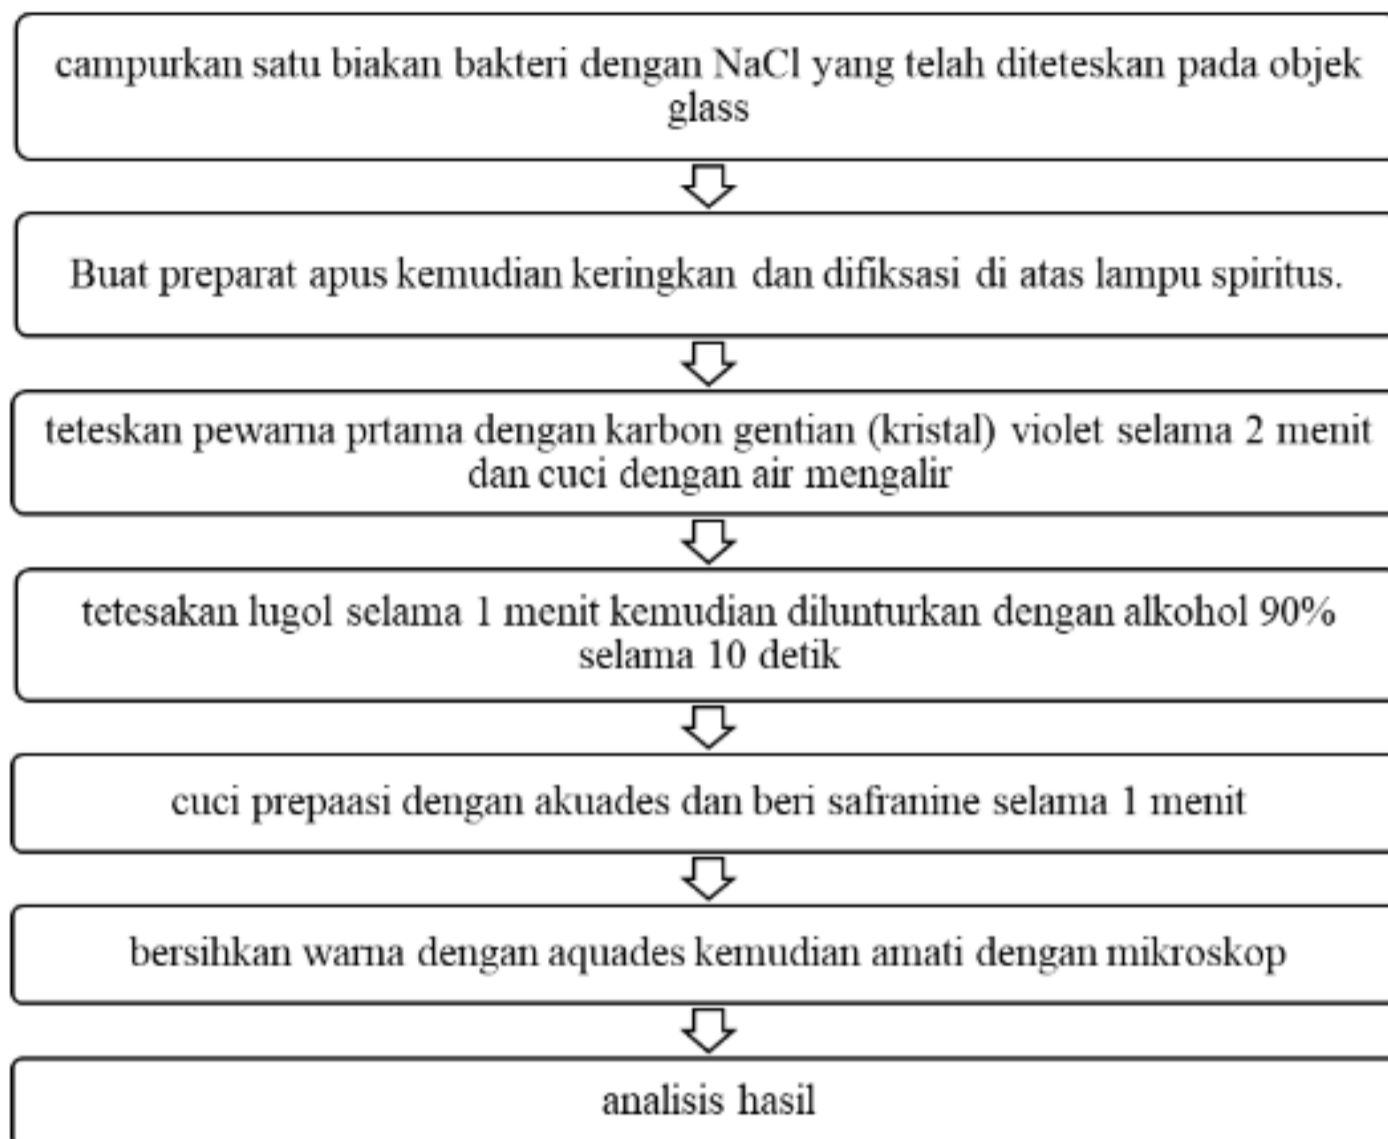 campurkan satu biakan bakteri dengan NaCl yang telah diteteskan pada objek
glass
Buat preparat apus kemudian keringkan dan difiksasi di atas lampu spiritus.
teteskan pewarna prtama dengan karbon gentian (kristal) violet selama 2 menit
dan cuci dengan air mengalir
tetesakan lugol selama 1 menit kemudian dilunturkan dengan alkohol 90%
selama 10 detik
cuci prepaasi dengan akuades dan beri safranine selama 1 menit
bersihkan warna dengan aquades kemudian amati dengan mikroskop
analisis hasil